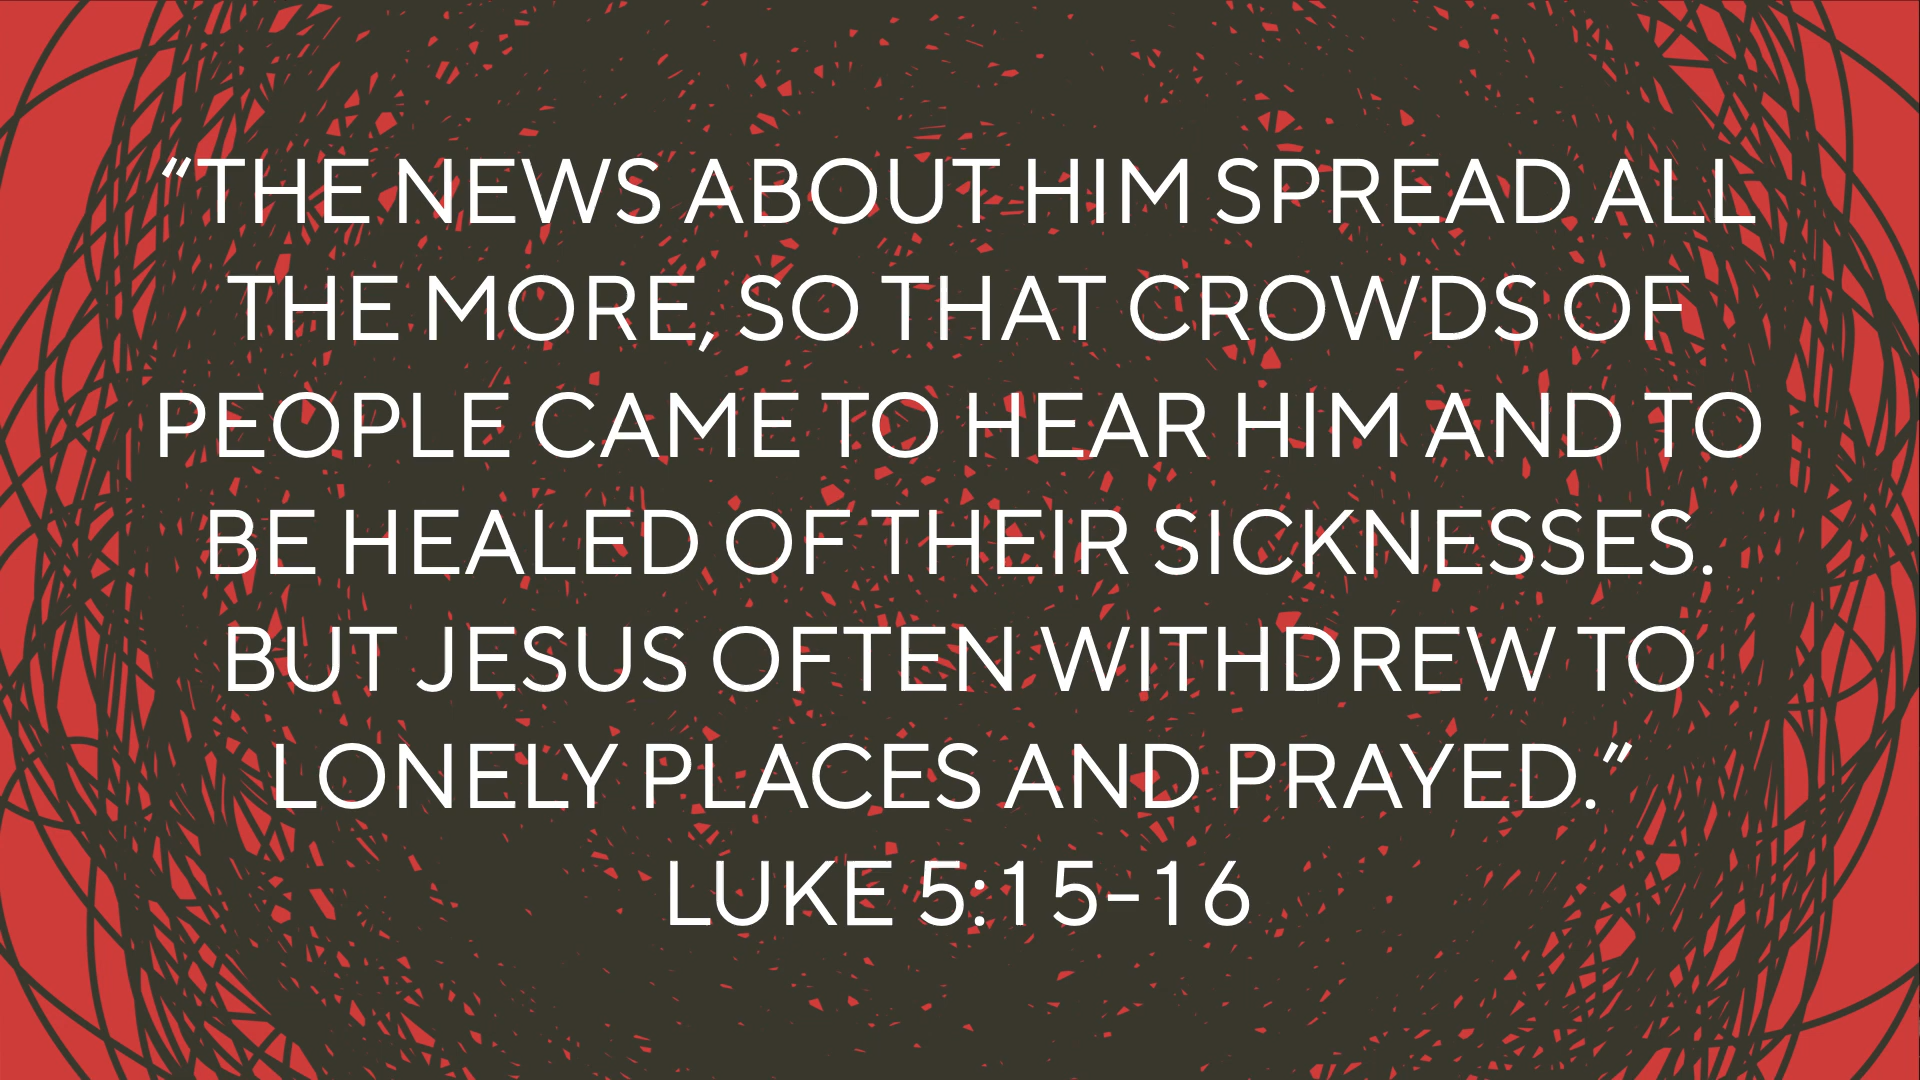 “THE NEWS ABOUT HIM SPREAD ALL
THE MORE, SO THAT CROWDS OF
PEOPLE CAME TO HEAR HIM AND TO
BE HEALED OF THEIR SICKNESSES.
BUT JESUS OFTEN WITHDREW TO
LONELY PLACES AND PRAYED.”
LUKE 5:15-16